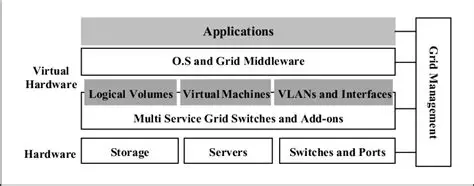 Applications
O.S and Grid Middleware
Virtual
Hardware
Logical Volumes
Virtual Machines
VLANs and Interfaces
Multi Service Grid Switches and Add-ons
Hardware
Storage
Servers
Switches and Ports
Grid Management